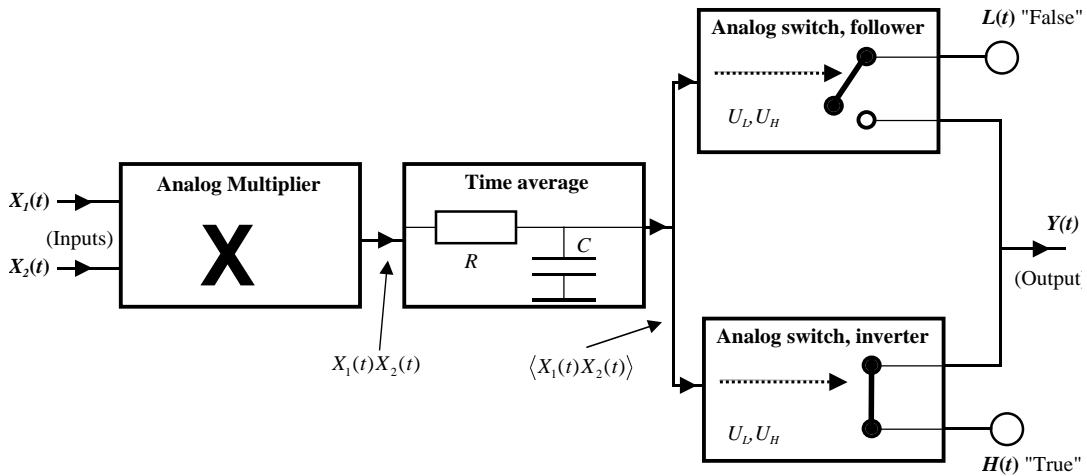 L(t) "False"
Analog switch, follower
U_L, U_H
Analog Multiplier
X
X_1(t)
(Inputs)
X_2(t)
Time average
R
C
X_1(t)X_2(t)
⟨X_1(t)X_2(t)⟩
Y(t)
(Output)
Analog switch, inverter
U_L, U_H
H(t) "True"